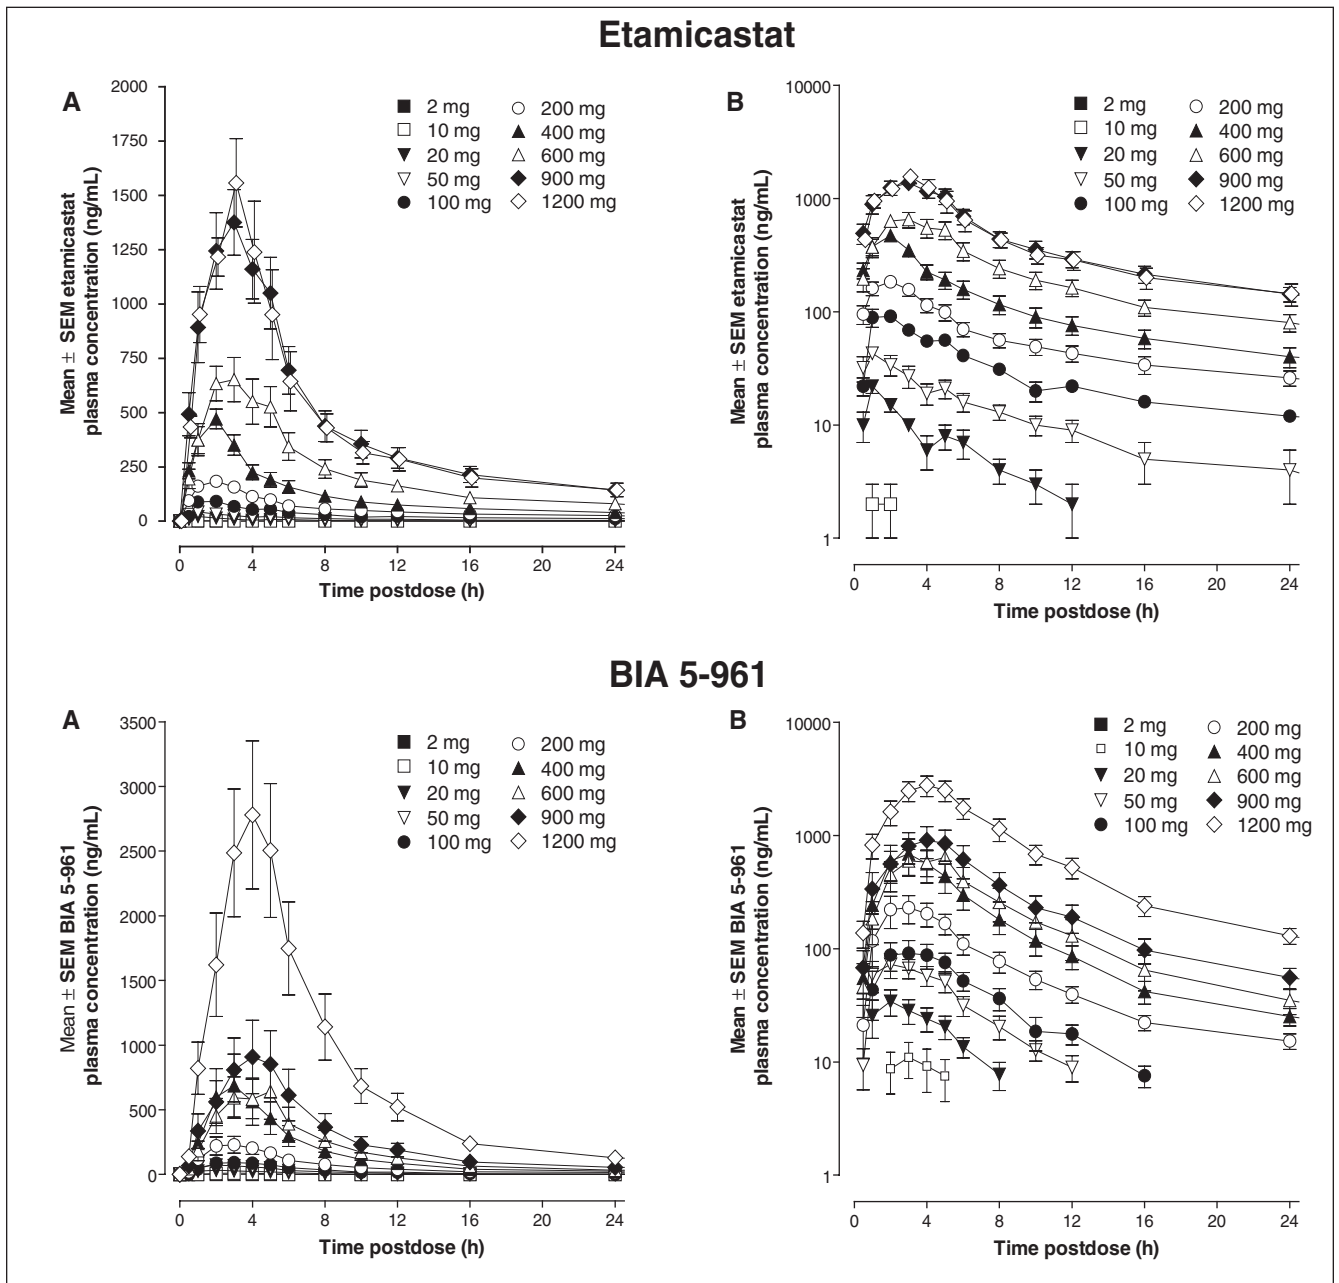 Etamicastat
A
Mean ± SEM etamicastat
plasma concentration (ng/mL)
2000
1750
1500
1250
1000
750
500
250
0
2 mg
10 mg
20 mg
50 mg
100 mg
200 mg
400 mg
600 mg
900 mg
1200 mg
0 4 8 12 16 20 24
Time postdose (h)
B
Mean ± SEM etamicastat
plasma concentration (ng/mL)
10000
1000
100
10
1
2 mg
10 mg
20 mg
50 mg
100 mg
200 mg
400 mg
600 mg
900 mg
1200 mg
0 4 8 12 16 20 24
Time postdose (h)
BIA 5-961
A
Mean ± SEM BIA 5-961
plasma concentration (ng/mL)
3500
3000
2500
2000
1500
1000
500
0
2 mg
10 mg
20 mg
50 mg
100 mg
200 mg
400 mg
600 mg
900 mg
1200 mg
0 4 8 12 16 20 24
Time postdose (h)
B
Mean ± SEM BIA 5-961
plasma concentration (ng/mL)
10000
1000
100
10
1
2 mg
10 mg
20 mg
50 mg
100 mg
200 mg
400 mg
600 mg
900 mg
1200 mg
0 4 8 12 16 20 24
Time postdose (h)